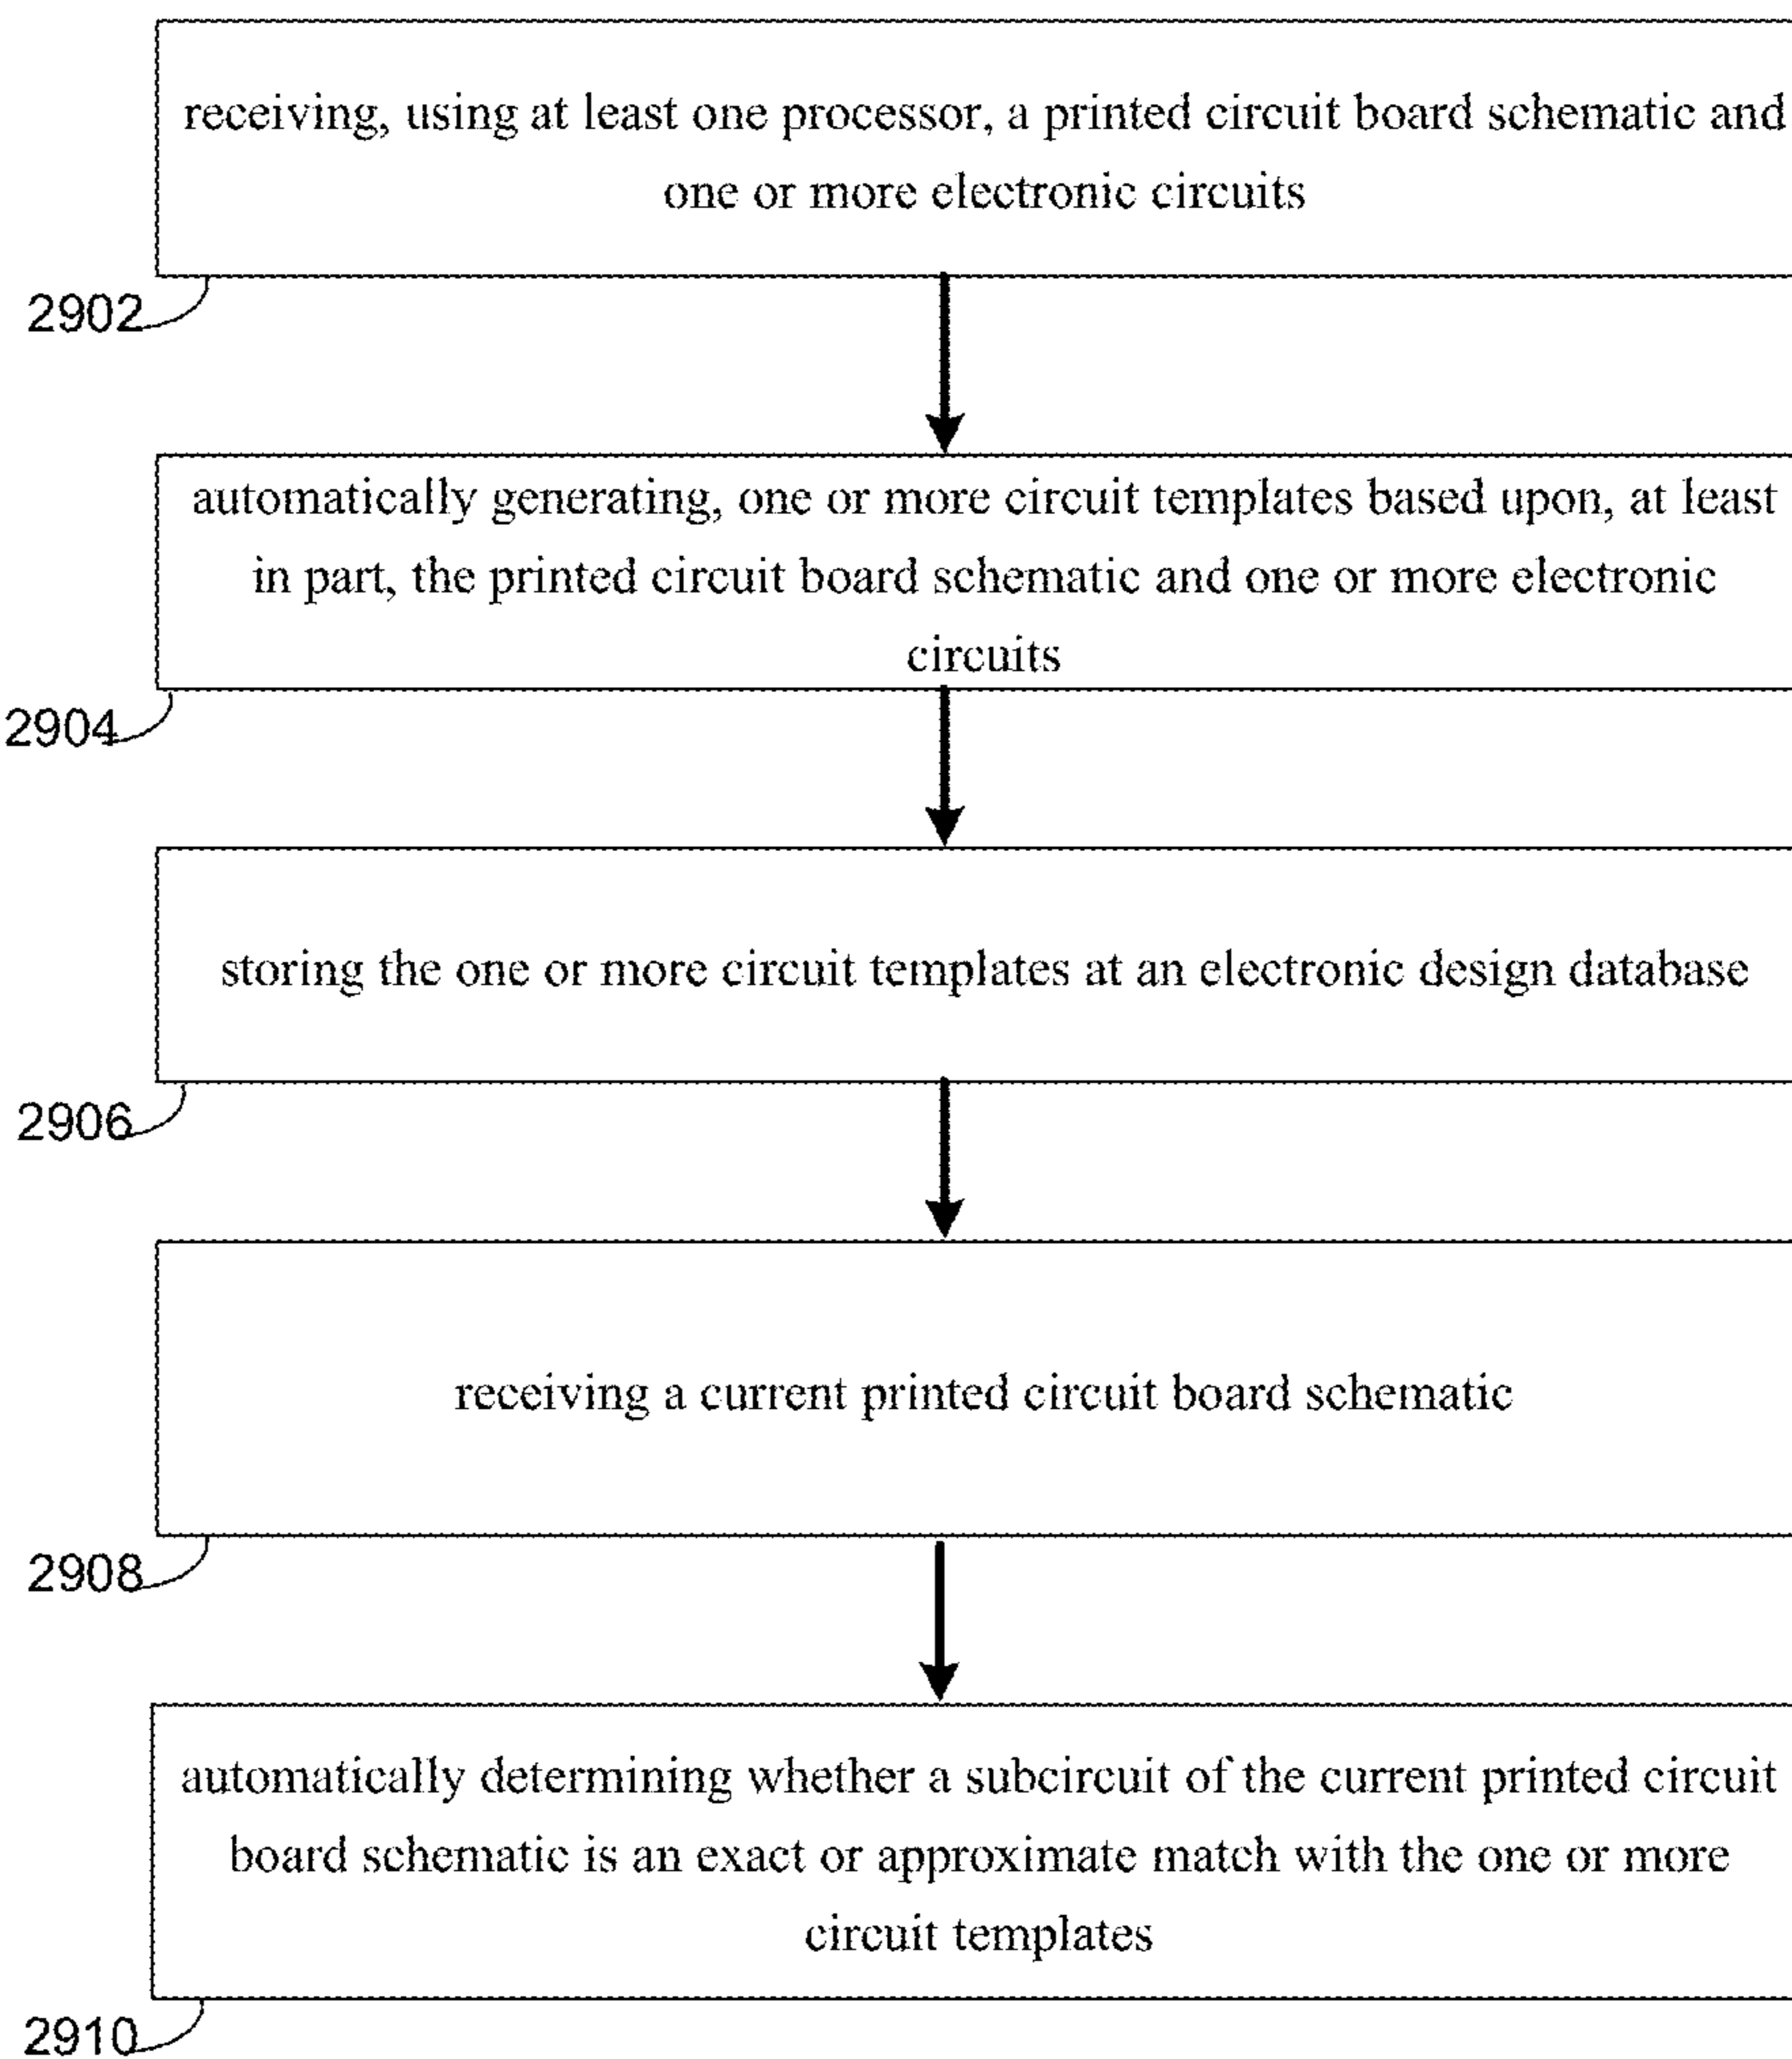 receiving, using at least one processor, a printed circuit board schematic and
one or more electronic circuits
2902
automatically generating, one or more circuit templates based upon, at least
in part, the printed circuit board schematic and one or more electronic
circuits
2904
storing the one or more circuit templates at an electronic design database
2906
receiving a current printed circuit board schematic
2908
automatically determining whether a subcircuit of the current printed circuit
board schematic is an exact or approximate match with the one or more
circuit templates
2910